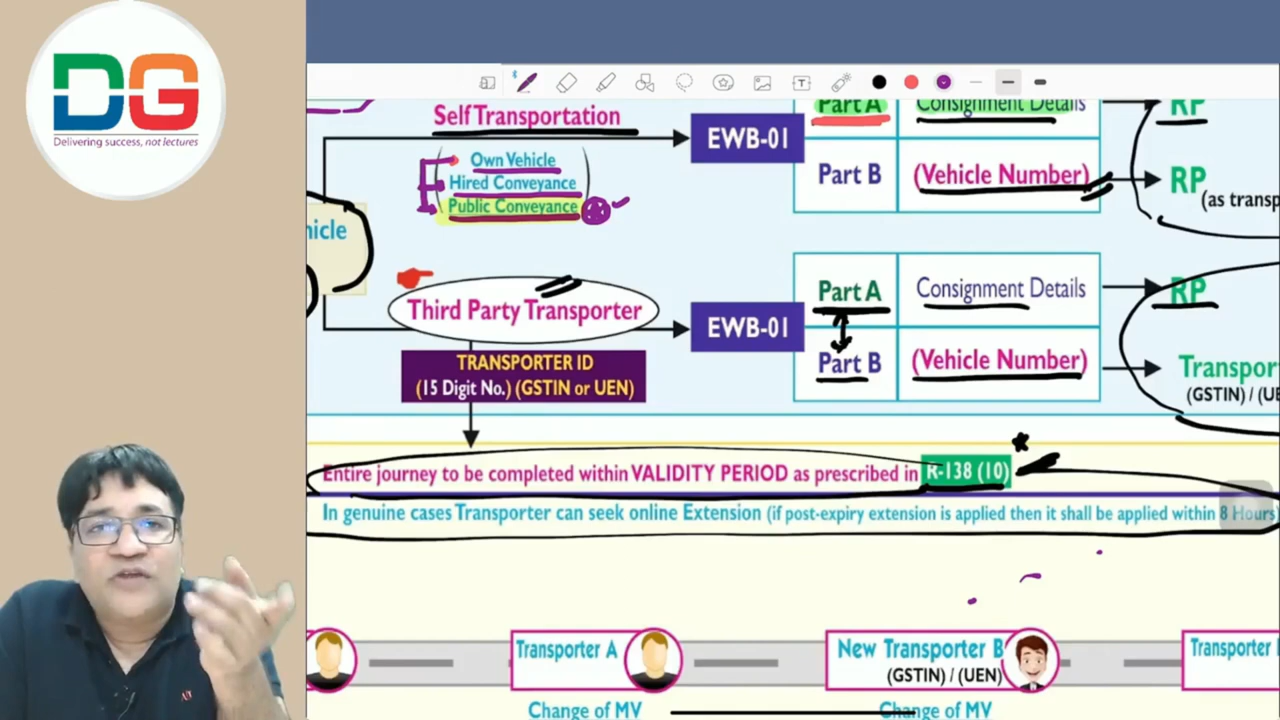 DG
Delivering success, not lectures
Self Transportation
Own Vehicle
Hired Conveyance
Public Conveyance
EWB-01
Part A
Consignment Details
RP
Part B
(Vehicle Number)
RP
(as transp
hicle
Third Party Transporter
EWB-01
Part A
Consignment Details
RP
Part B
(Vehicle Number)
Transpor
(GSTIN) / (UE
TRANSPORTER ID
(15 Digit No.) (GSTIN or UEN)
Entire journey to be completed within VALIDITY PERIOD as prescribed in R-138 (10)
In genuine cases Transporter can seek online Extension (if post-expiry extension is applied then it shall be applied within 8 Hours)
Transporter A
New Transporter B
(GSTIN) / (UEN)
Transporter
Change of MV
Change of MV